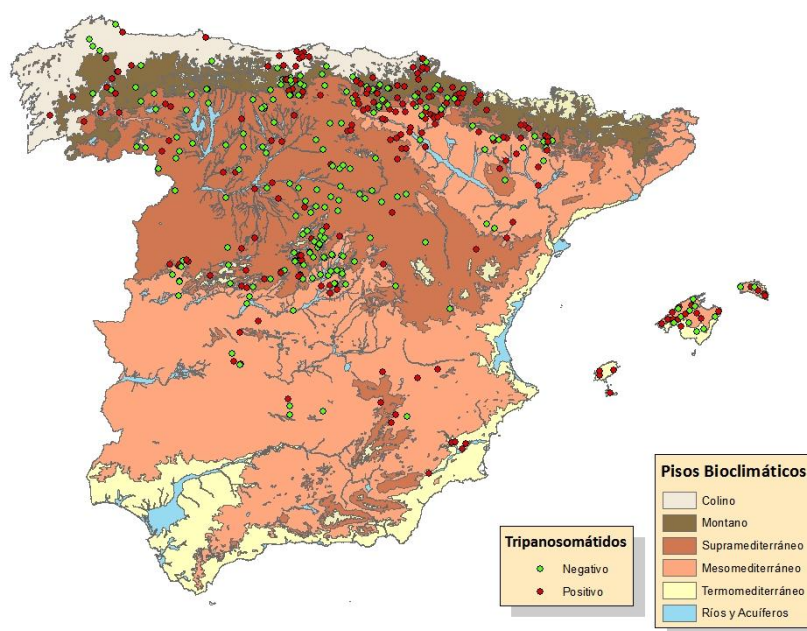 Tripanosomátidos
Negativo
Positivo
Pisos Bioclimáticos
Colino
Montano
Supramediterráneo
Mesomediterráneo
Termomediterráneo
Ríos y Acuíferos